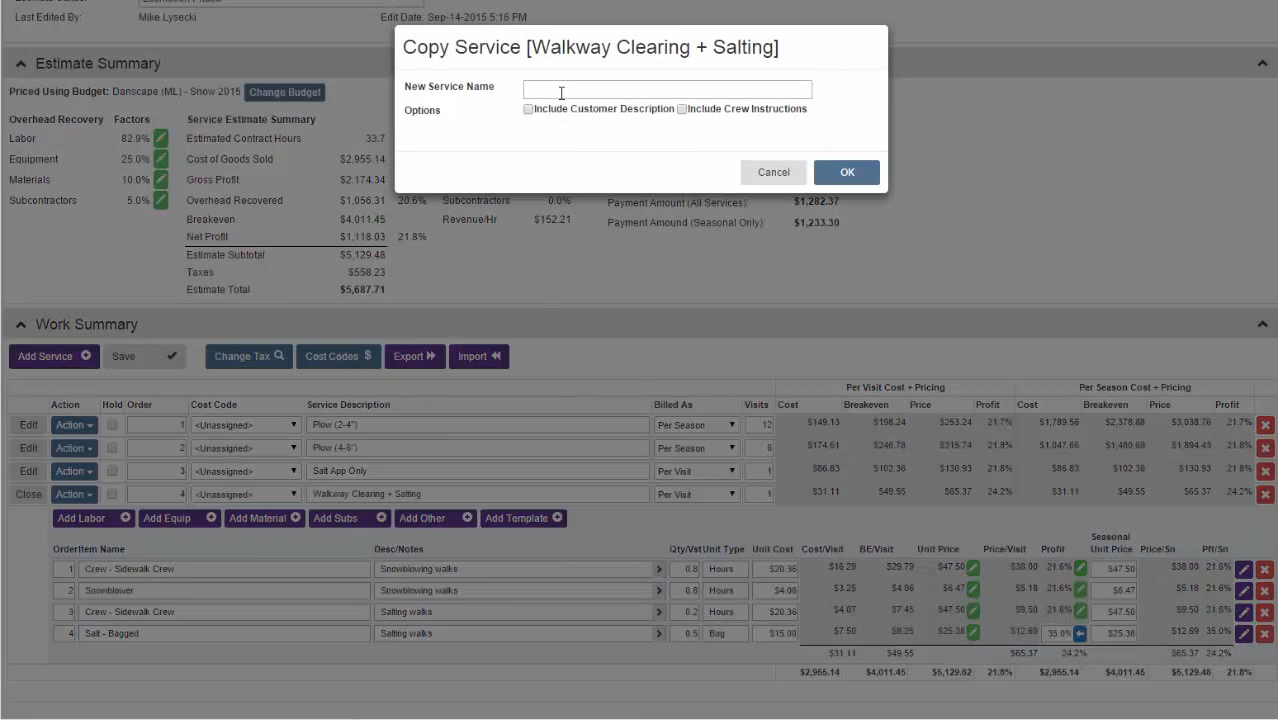 Last Edited By: Mike Lysecki Edit Date: Sep-14-2015 5:16 PM
Copy Service [Walkway Clearing + Salting]
New Service Name
Options Include Customer Description Include Crew Instructions
Cancel OK
Estimate Summary
Priced Using Budget: Danscape (ML) - Snow 2015 Change Budget
Overhead Recovery Factors Service Estimate Summary
Labor 82.9% Estimated Contract Hours 33.7
Equipment 25.0% Cost of Goods Sold $2,955.14
Materials 10.0% Gross Profit $2,174.34
Subcontractors 5.0% Overhead Recovered $1,056.31 20.6% Subcontractors 0.0% Payment Amount (All Services): $1,282.37
Breakeven $4,011.45 Revenue/Hr $152.21 Payment Amound (Seasonal Only): $1,233.30
Net Profit $1,118.03 21.8%
Estimate Subtotal $5,129.48
Taxes $558.23
Estimate Total $5,687.71
Work Summary
Add Service Save Change Tax Cost Codes $ Export Import
Per Visit Cost + Pricing Per Season Cost + Pricing
Action Hold Order Cost Code Service Description Billed As Visits Cost Breakeven Price Profit Cost Breakeven Price Profit
Edit Action 1 <Unassigned> Plow (2-4") Per Season 12 $149.13 $198.24 $253.24 21.7% $1,789.56 $2,378.88 $3,038.76 21.7%
Edit Action 2 <Unassigned> Plow (4-6") Per Season 6 $174.61 $246.78 $315.74 21.8% $1,047.66 $1,480.68 $1,894.43 21.8%
Edit Action 3 <Unassigned> Salt App Only Per Visit 1 $86.83 $102.36 $130.93 21.8% $86.83 $102.36 $130.93 21.8%
Close Action 4 <Unassigned> Walkway Clearing + Salting Per Visit 1 $31.11 $49.55 $65.37 24.2% $31.11 $49.55 $65.37 24.2%
Add Labor Add Equip Add Material Add Subs Add Other Add Template
Order Item Name Desc/Notes Qty/Vst Unit Type Unit Cost Cost/Visit BE/Visit Unit Price Price/Visit Profit Seasonal Unit Price Price/Sn Pft/Sn
1 Crew - Sidewalk Crew Snowblowing walks 0.8 Hours $20.36 $16.29 $29.79 $47.50 $38.00 21.6% $47.50 $38.00 21.6%
2 Snowblower Snowblowing walks 0.8 Hours $4.06 $3.25 $4.06 $6.47 $5.18 21.6% $6.47 $5.18 21.6%
3 Crew - Sidewalk Crew Salting walks 0.2 Hours $20.36 $4.07 $7.45 $47.50 $9.50 21.6% $47.50 $9.50 21.6%
4 Salt - Bagged Salting walks 0.5 Bag $15.00 $7.50 $8.25 $25.38 $12.69 35.0% $25.38 $12.69 35.0%
$31.11 $49.55 $65.37 24.2% $65.37 24.2%
$2,955.14 $4,011.45 $5,129.62 21.8% $2,955.14 $4,011.45 $5,129.46 21.8%